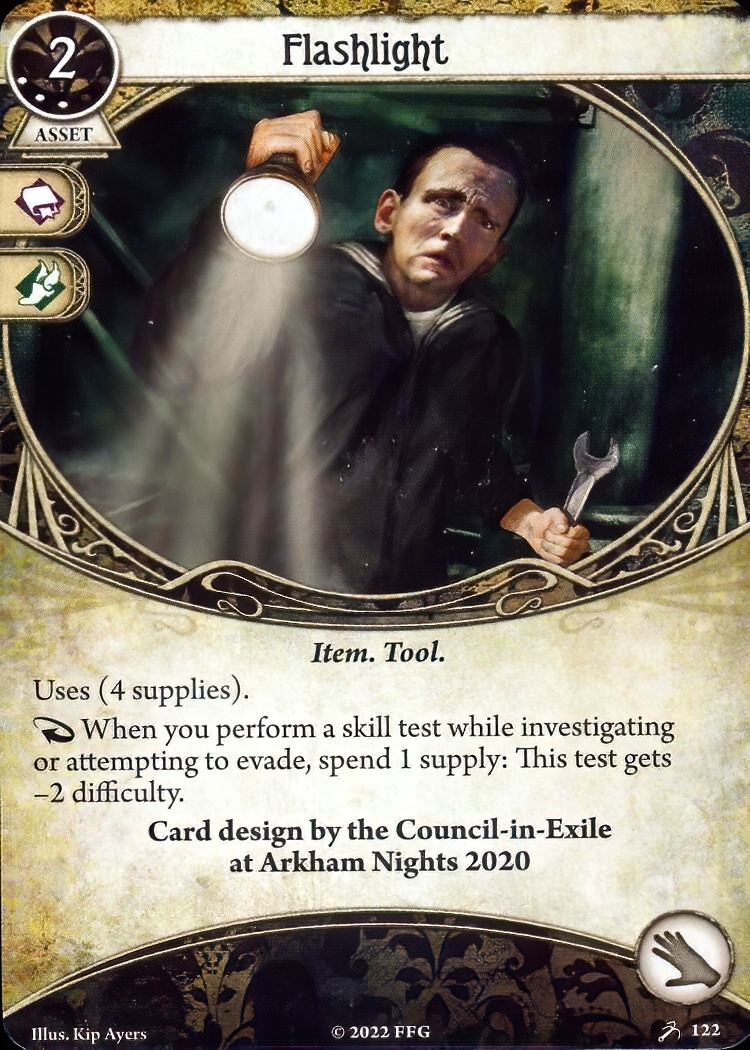 2
Flashlight
ASSET
Item. Tool.
Uses (4 supplies).
When you perform a skill test while investigating
or attempting to evade, spend 1 supply: This test gets
–2 difficulty.
Card design by the Council-in-Exile
at Arkham Nights 2020
Illus. Kip Ayers
© 2022 FFG
122